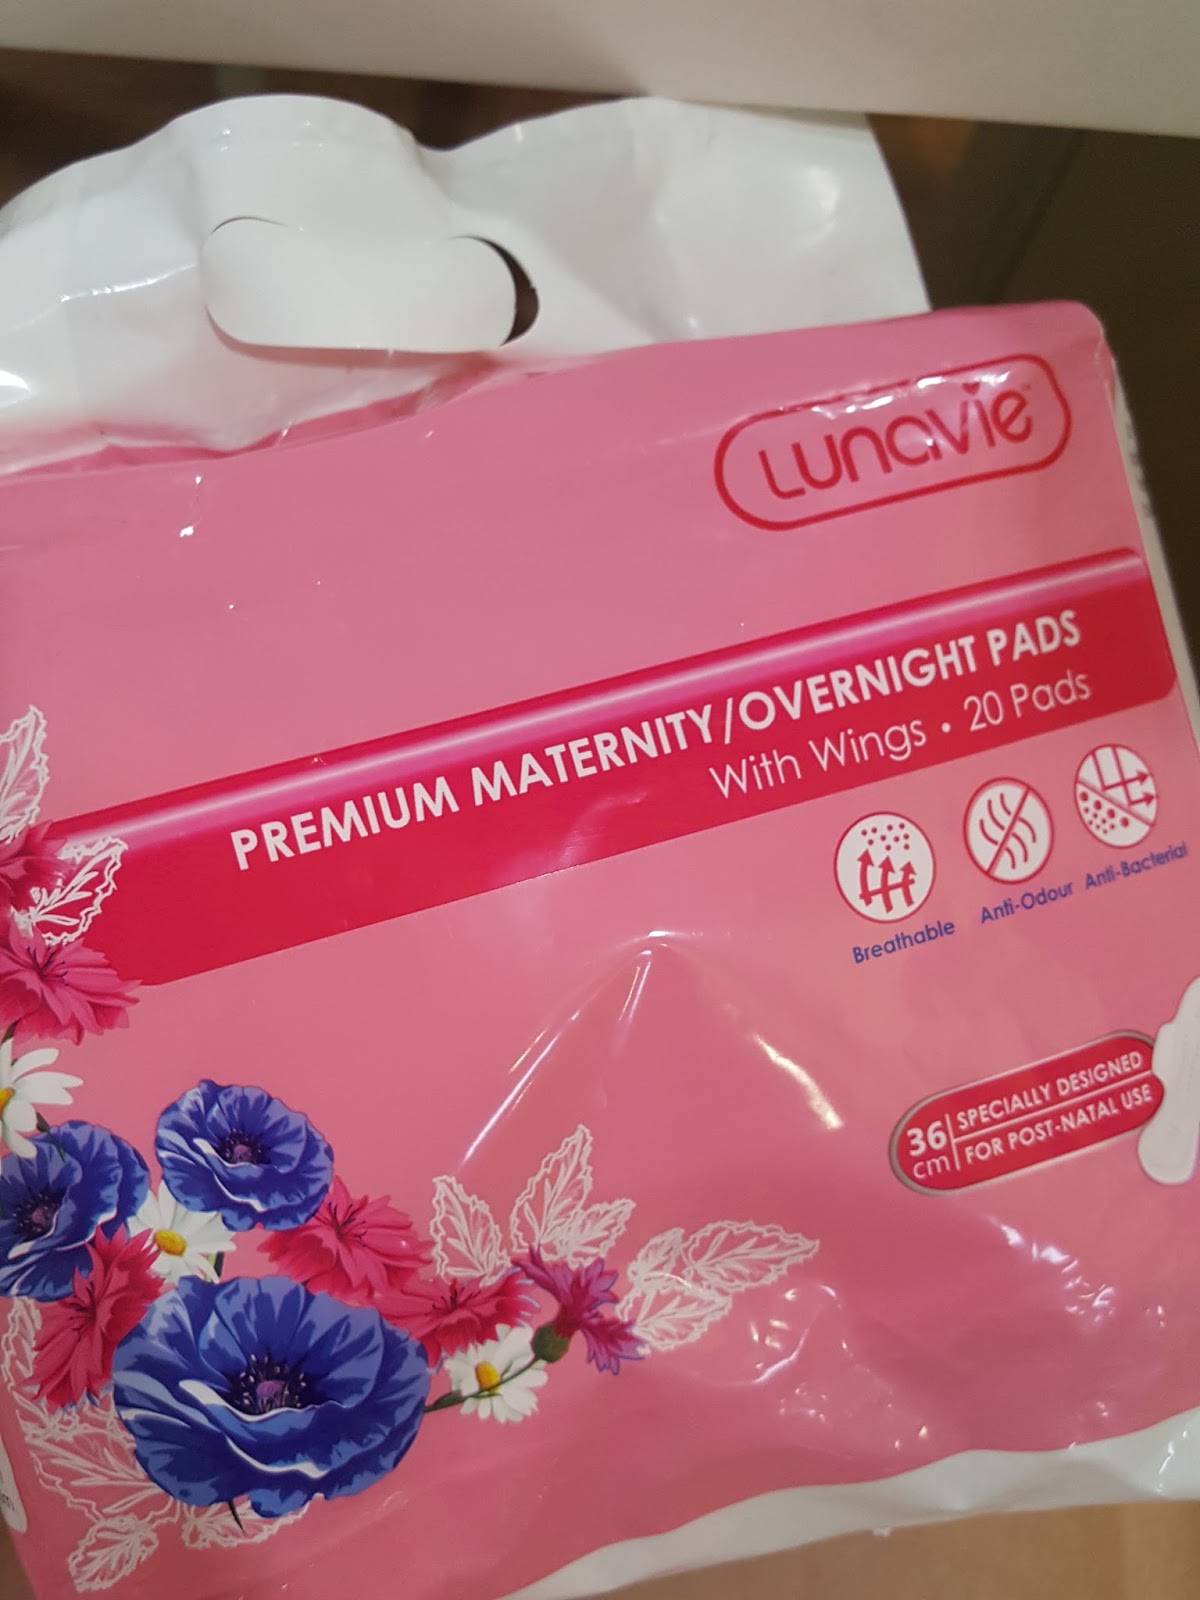 Lunavie
PREMIUM MATERNITY/OVERNIGHT PADS
With Wings • 20 Pads
Breathable
Anti-Odour
Anti-Bacterial
36 cm
SPECIALLY DESIGNED
FOR POST-NATAL USE